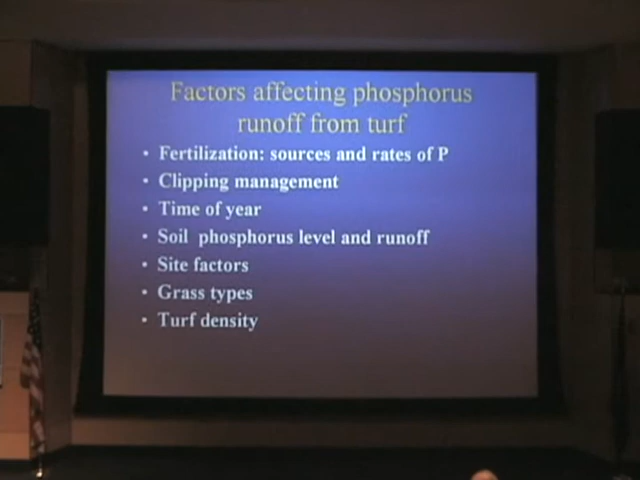 Factors affecting phosphorus
runoff from turf
• Fertilization: sources and rates of P
• Clipping management
• Time of year
• Soil phosphorus level and runoff
• Site factors
• Grass types
• Turf density